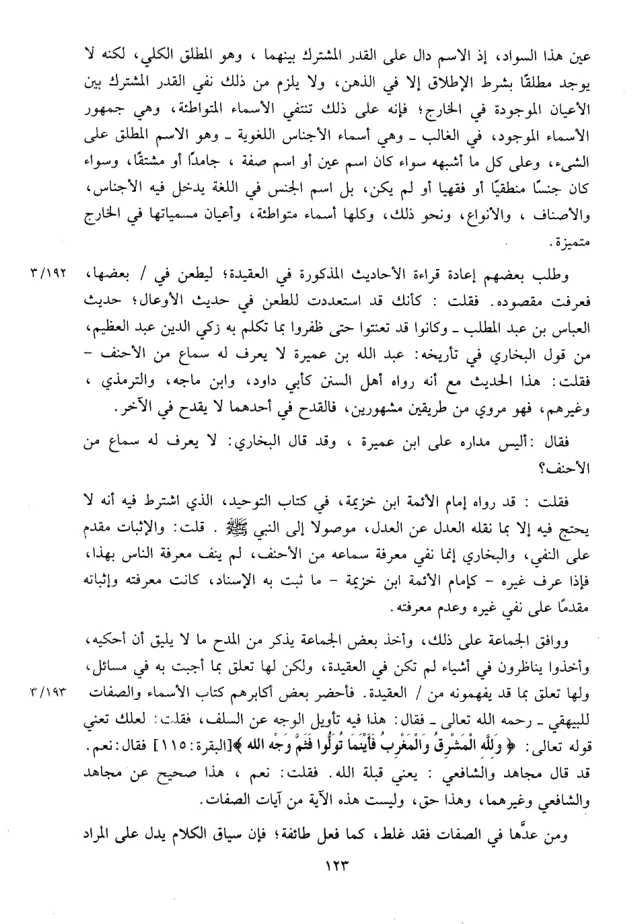 عين هذا السواد، إذ الاسم دال على القدر المشترك بينهما ، وهو المطلق الكلي، لكنه لا
يوجد مطلقًا بشرط الإطلاق إلا في الذهن، ولا يلزم من ذلك نفي القدر المشترك بين
الأعيان الموجودة في الخارج؛ فإنه على ذلك تنتفي الأسماء المتواطئة، وهي جمهور
الأسماء الموجود، في الغالب ــ وهي أسماء الأجناس اللغوية ــ وهو الاسم المطلق على
الشيء، وعلى كل ما أشبهه سواء كان اسم عين أو اسم صفة ، جامدًا أو مشتقًا، وسواء
كان جنسًا منطقيًا أو فقهيا أو لم يكن، بل اسم الجنس في اللغة يدخل فيه الأجناس،
والأصناف ، والأنواع، ونحو ذلك، وكلها أسماء متواطئة، وأعيان مسمياتها في الخارج
متميزة.
وطلب بعضهم إعادة قراءة الأحاديث المذكورة في العقيدة؛ ليطعن في / بعضها، ٣/١٩٢
فعرفت مقصوده. فقلت : كأنك قد استعددت للطعن في حديث الأوعال؛ حديث
العباس بن عبد المطلب ــ وكانوا قد تعنتوا حتى ظفروا بما تكلم به زكي الدين عبد العظيم،
من قول البخاري في تأريخه: عبد الله بن عميرة لا يعرف له سماع من الأحنف –
فقلت: هذا الحديث مع أنه رواه أهل السنن كأبي داود، وابن ماجه، والترمذي ،
وغيرهم، فهو مروي من طريقين مشهورين، فالقدح في أحدهما لا يقدح في الآخر.
فقال :أليس مداره على ابن عميرة ، وقد قال البخاري: لا يعرف له سماع من
الأحنف؟
فقلت : قد رواه إمام الأئمة ابن خزيمة، في كتاب التوحيد، الذي اشترط فيه أنه لا
يحتج فيه إلا بما نقله العدل عن العدل، موصولا إلى النبي ﷺ . قلت: والإثبات مقدم
على النفي، والبخاري إنما نفي معرفة سماعه من الأحنف، لم ينف معرفة الناس بهذا،
فإذا عرف غيره – كإمام الأئمة ابن خزيمة – ما ثبت به الإسناد، كانت معرفته وإثباته
مقدمًا على نفي غيره وعدم معرفته.
ووافق الجماعة على ذلك، وأخذ بعض الجماعة يذكر من المدح ما لا يليق أن أحكيه،
وأخذوا يناظرون في أشياء لم تكن في العقيدة، ولكن لها تعلق بما أجبت به في مسائل،
ولها تعلق بما قد يفهمونه من / العقيدة. فأحضر بعض أكابرهم كتاب الأسماء والصفات ٣/١٩٣
للبيهقي ــ رحمه الله تعالى ــ فقال: هذا فيه تأويل الوجه عن السلف، فقلت: لعلك تعني
قوله تعالى: ﴿ وَلِلَّهِ الْمَشْرِقُ وَالْمَغْرِبُ فَأَيْنَمَا تُوَلُّوا فَثَمَّ وَجْهُ الله ﴾[البقرة:١١٥] فقال:نعم.
قد قال مجاهد والشافعي : يعني قبلة الله. فقلت: نعم ، هذا صحيح عن مجاهد
والشافعي وغيرهما، وهذا حق، وليست هذه الآية من آيات الصفات.
ومن عدَّها في الصفات فقد غلط، كما فعل طائفة؛ فإن سياق الكلام يدل على المراد
١٢٣